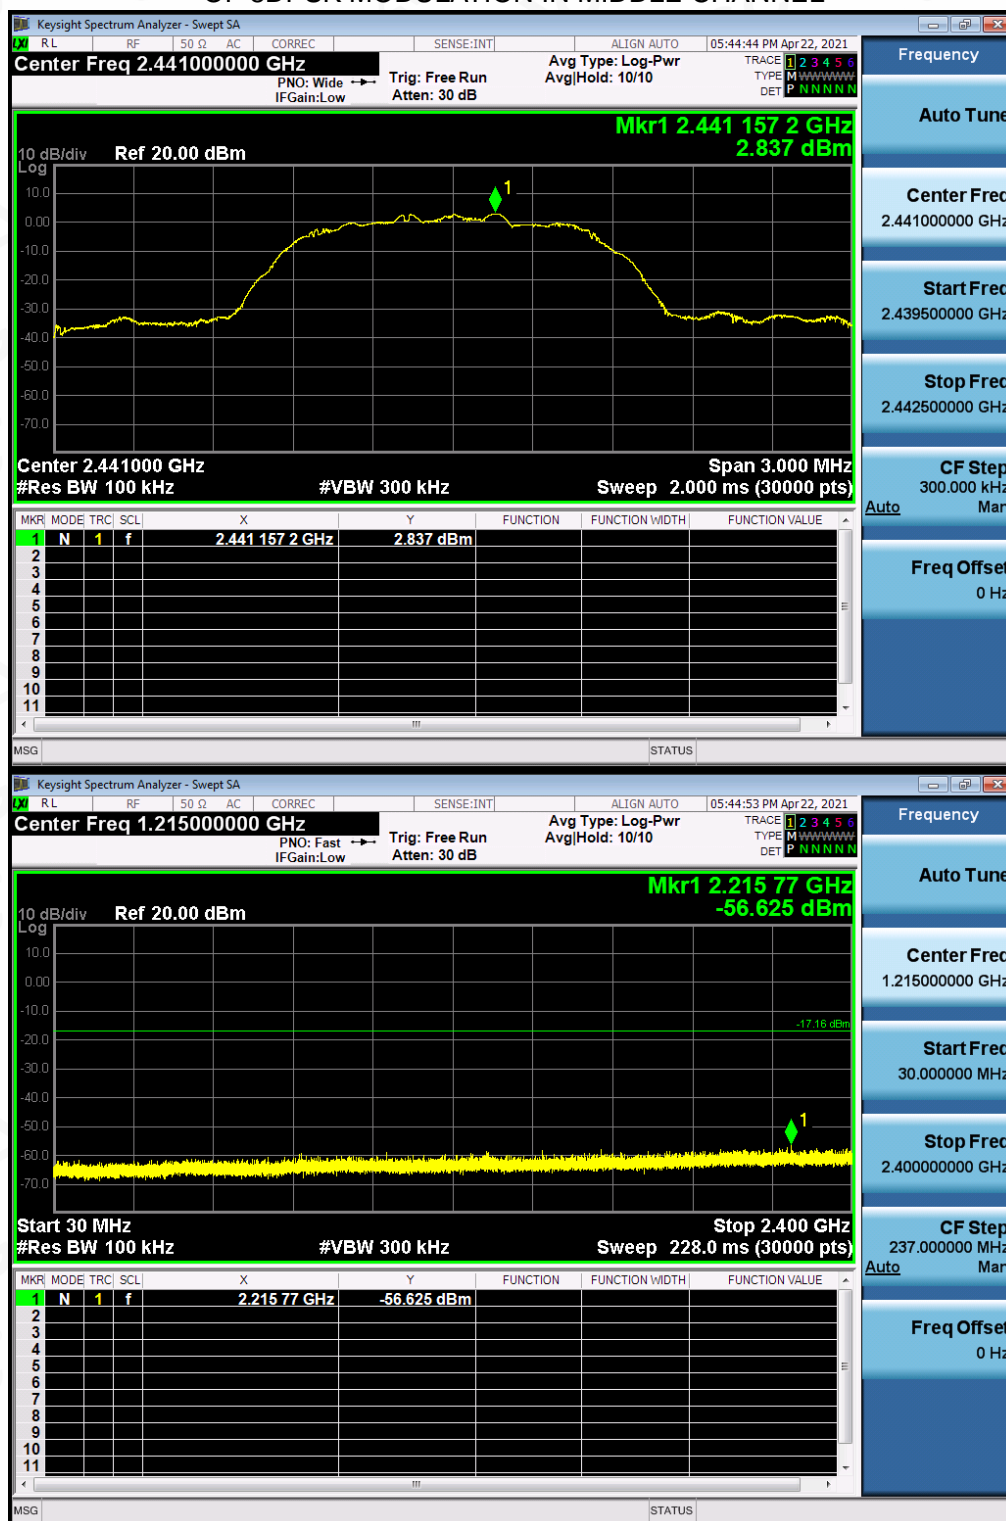 OF 8DPSK MODULATION IN MIDDLE CHANNEL
Keysight Spectrum Analyzer - Swept SA
LXI RL RF 50 Ω AC CORREC SENSE:INT ALIGN AUTO 05:44:44 PM Apr 22, 2021
Center Freq 2.441000000 GHz
PNO: Wide
IFGain:Low
Trig: Free Run
Atten: 30 dB
Avg Type: Log-Pwr
Avg|Hold: 10/10
TRACE 1 2 3 4 5 6
TYPE M WWWWW
DET P N N N N N
Mkr1 2.441 157 2 GHz
2.837 dBm
10 dB/div Ref 20.00 dBm
Log
10.0
0.00
-10.0
-20.0
-30.0
-40.0
-50.0
-60.0
-70.0
1
Center 2.441000 GHz Span 3.000 MHz
#Res BW 100 kHz #VBW 300 kHz Sweep 2.000 ms (30000 pts)
MKR MODE TRC SCL X Y FUNCTION FUNCTION WIDTH FUNCTION VALUE
1 N 1 f 2.441 157 2 GHz 2.837 dBm
2
3
4
5
6
7
8
9
10
11
MSG STATUS
Frequency
Auto Tune
Center Freq
2.441000000 GHz
Start Freq
2.439500000 GHz
Stop Freq
2.442500000 GHz
CF Step
300.000 kHz
Auto Man
Freq Offset
0 Hz
Keysight Spectrum Analyzer - Swept SA
LXI RL RF 50 Ω AC CORREC SENSE:INT ALIGN AUTO 05:44:53 PM Apr 22, 2021
Center Freq 1.215000000 GHz
PNO: Fast
IFGain:Low
Trig: Free Run
Atten: 30 dB
Avg Type: Log-Pwr
Avg|Hold: 10/10
TRACE 1 2 3 4 5 6
TYPE M WWWWW
DET P N N N N N
Mkr1 2.215 77 GHz
-56.625 dBm
10 dB/div Ref 20.00 dBm
Log
10.0
0.00
-10.0
-20.0
-30.0
-40.0
-50.0
-60.0
-70.0
-17.16 dBm
1
Start 30 MHz Stop 2.400 GHz
#Res BW 100 kHz #VBW 300 kHz Sweep 228.0 ms (30000 pts)
MKR MODE TRC SCL X Y FUNCTION FUNCTION WIDTH FUNCTION VALUE
1 N 1 f 2.215 77 GHz -56.625 dBm
2
3
4
5
6
7
8
9
10
11
MSG STATUS
Frequency
Auto Tune
Center Freq
1.215000000 GHz
Start Freq
30.000000 MHz
Stop Freq
2.400000000 GHz
CF Step
237.000000 MHz
Auto Man
Freq Offset
0 Hz